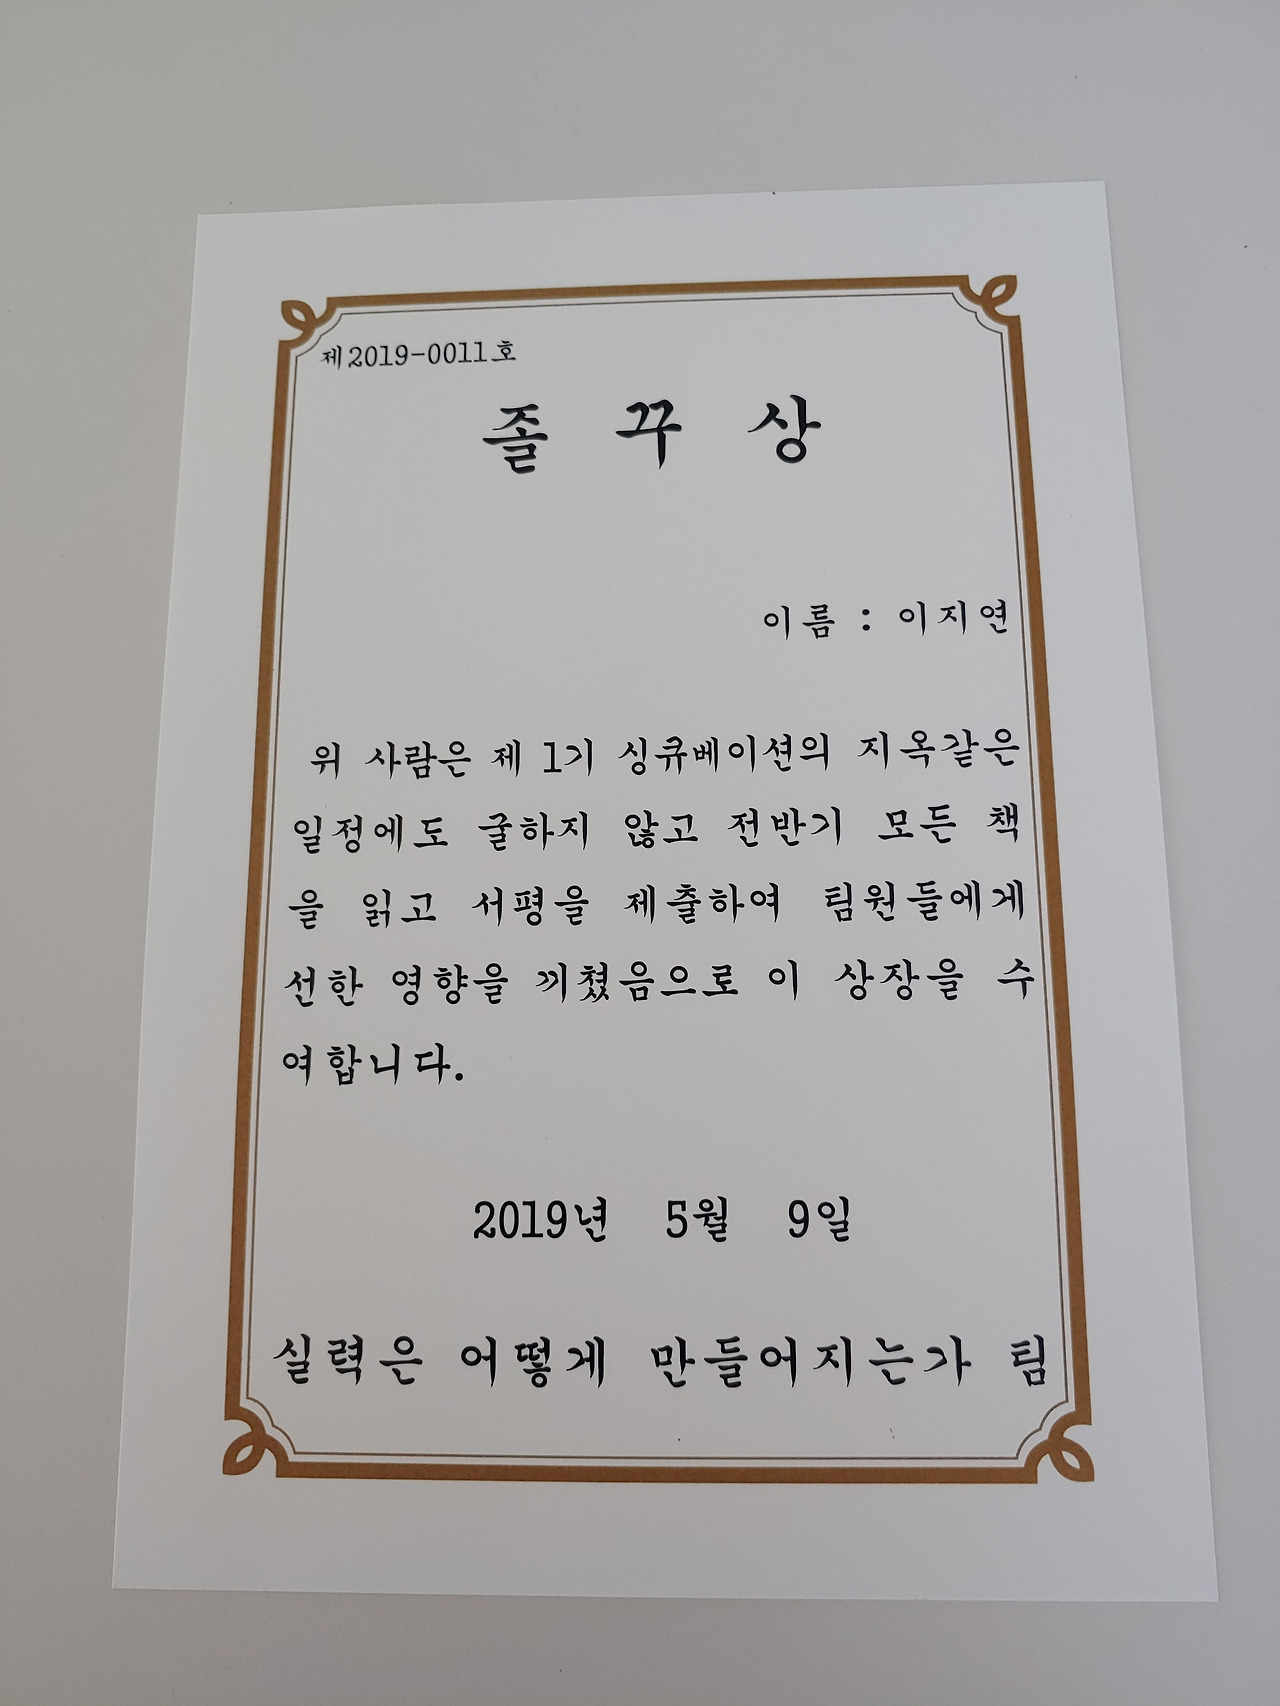 제2019-0011호
졸 꾸 상
이름 : 이지연
위 사람은 제 1기 싱큐베이션의 지옥같은
일정에도 굴하지 않고 전반기 모든 책
을 읽고 서평을 제출하여 팀원들에게
선한 영향을 끼쳤음으로 이 상장을 수
여합니다.
2019년 5월 9일
실력은 어떻게 만들어지는가 팀